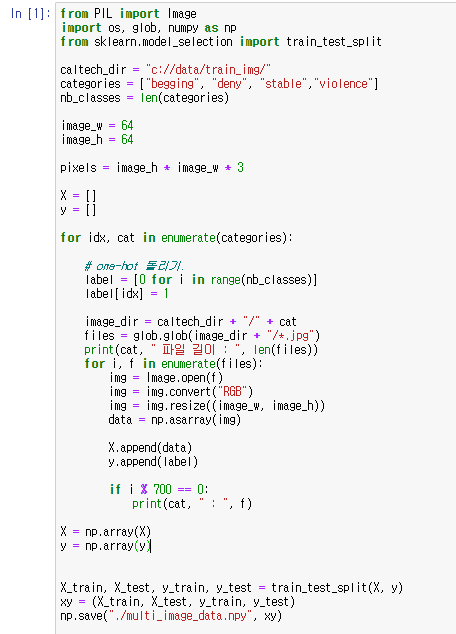 In [1]: from PIL import Image
import os, glob, numpy as np
from sklearn.model_selection import train_test_split
caltech_dir = "c://data/train_img/"
categories = ["begging", "deny", "stable","violence"]
nb_classes = len(categories)
image_w = 64
image_h = 64
pixels = image_h * image_w * 3
X = []
y = []
for idx, cat in enumerate(categories):
# one-hot 돌리기.
label = [0 for i in range(nb_classes)]
label[idx] = 1
image_dir = caltech_dir + "/" + cat
files = glob.glob(image_dir + "/*.jpg")
print(cat, " 파일 길이 : ", len(files))
for i, f in enumerate(files):
img = Image.open(f)
img = img.convert("RGB")
img = img.resize((image_w, image_h))
data = np.asarray(img)
X.append(data)
y.append(label)
if i % 700 == 0:
print(cat, " : ", f)
X = np.array(X)
y = np.array(y)
X_train, X_test, y_train, y_test = train_test_split(X, y)
xy = (X_train, X_test, y_train, y_test)
np.save("./multi_image_data.npy", xy)